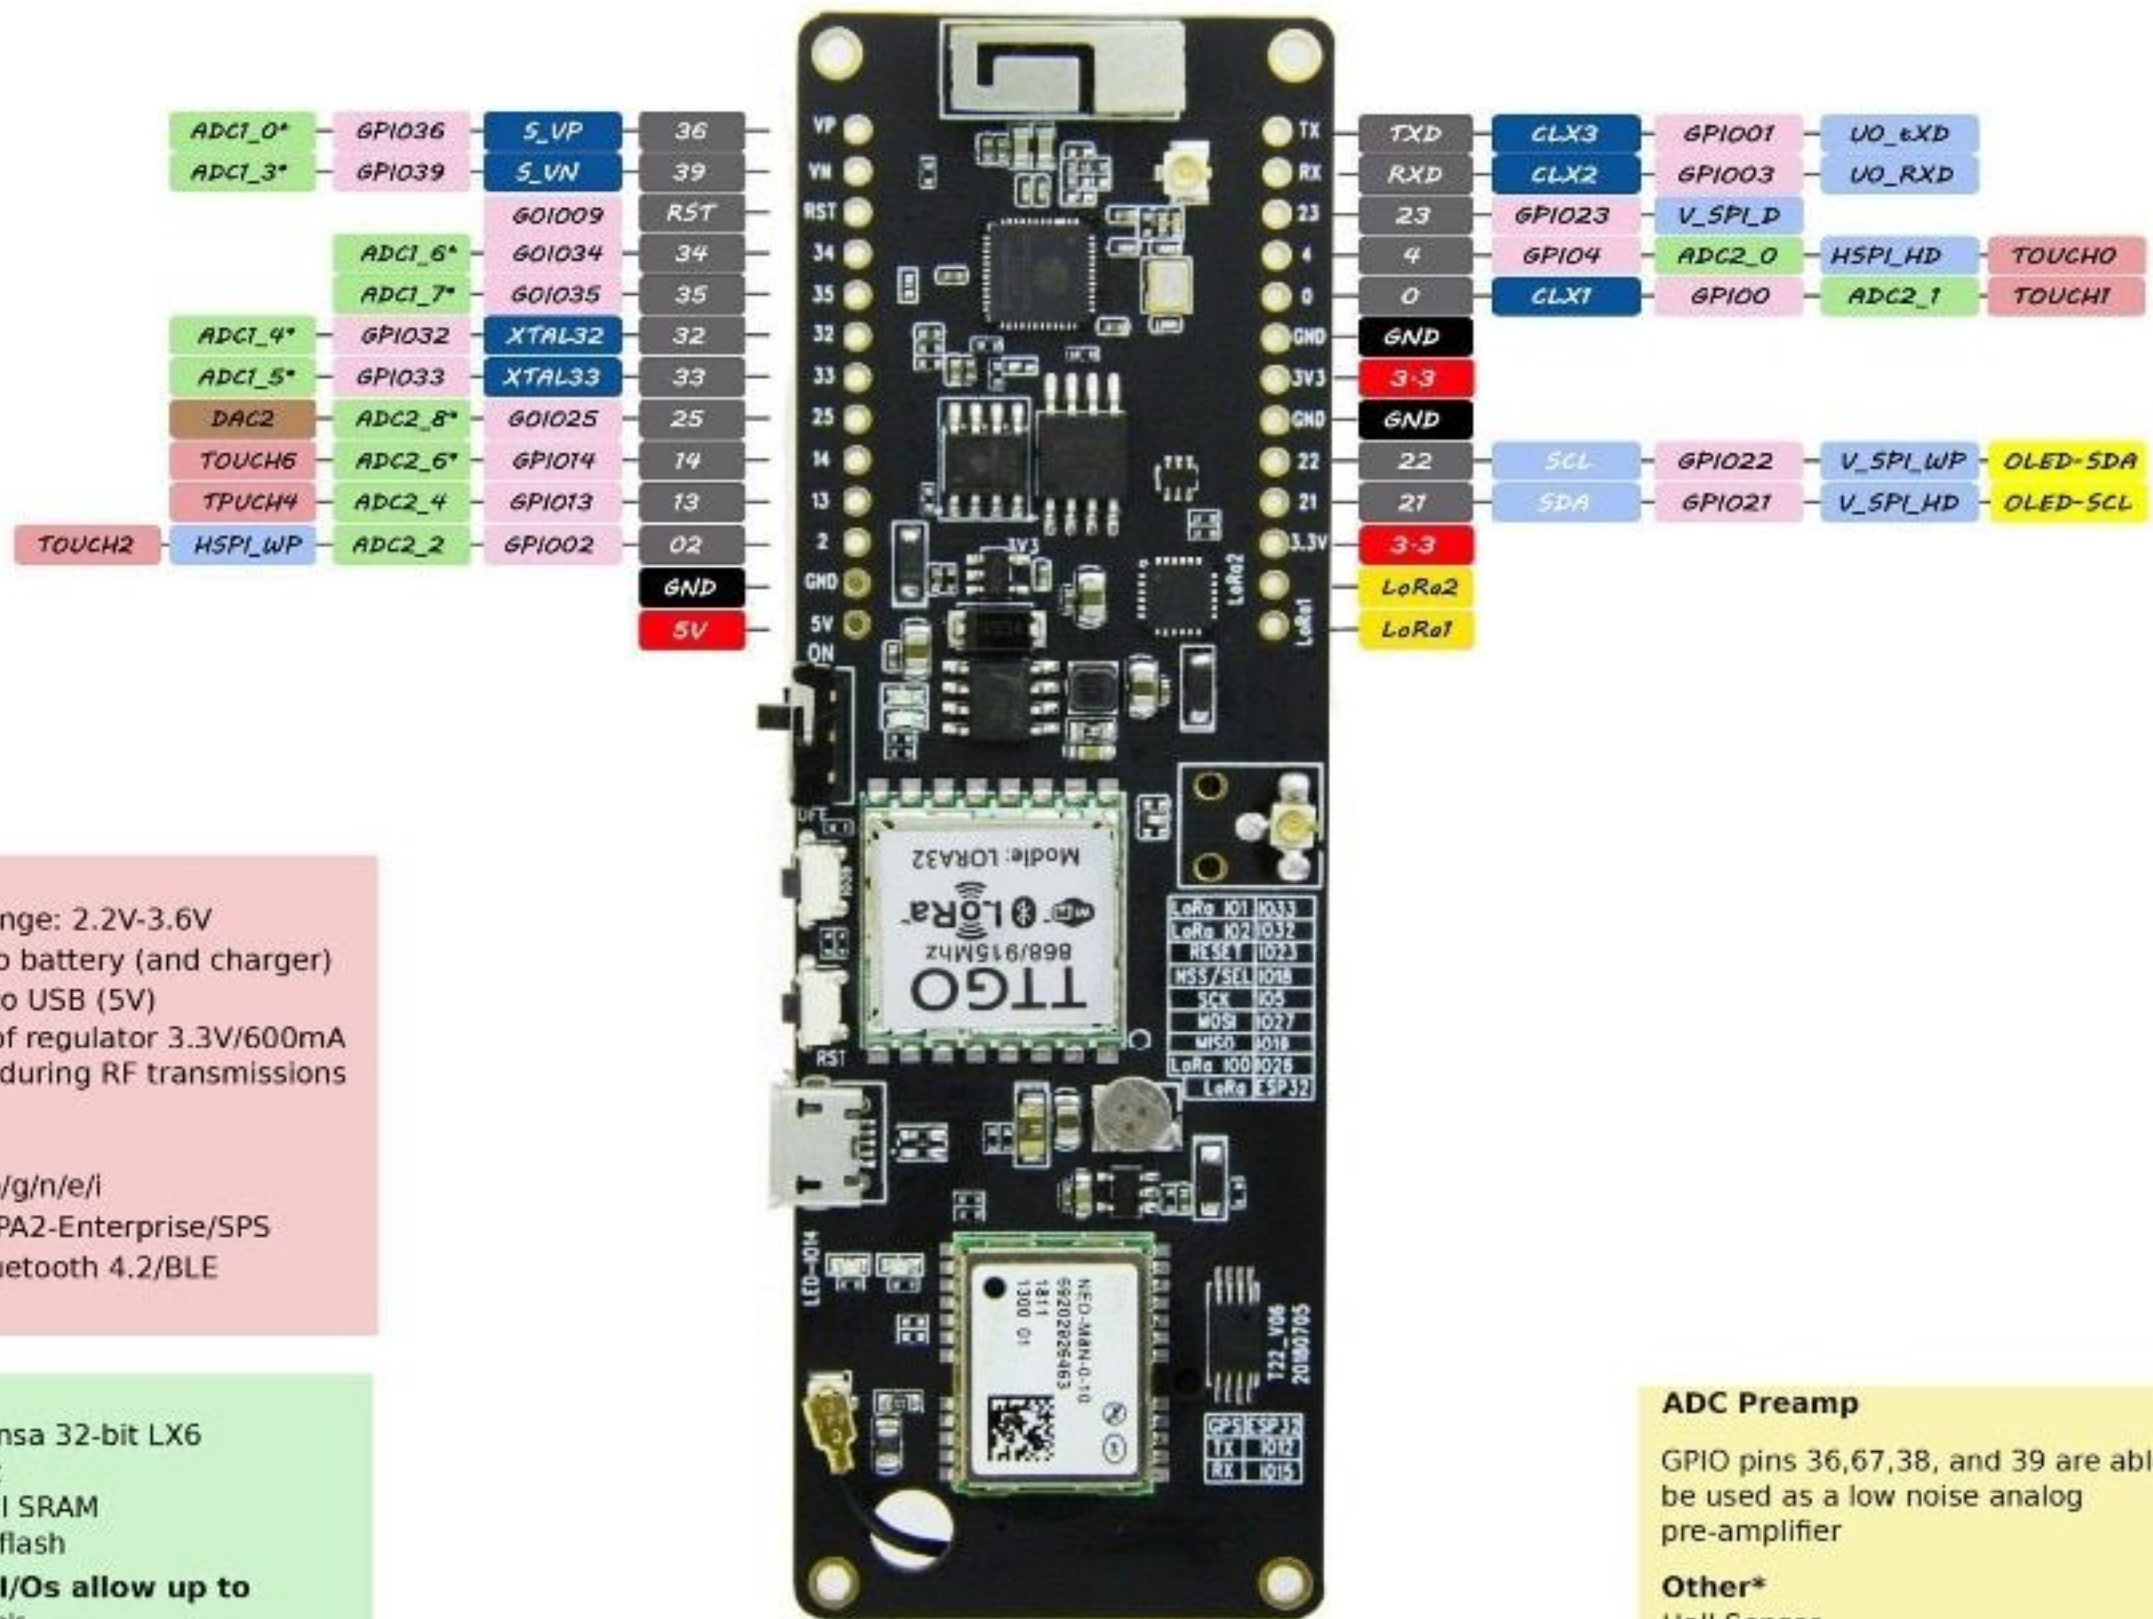 ADC1_0* GPIO36 S_VP 36 VP
ADC1_3* GPIO39 S_VN 39 VN
GOIO09 RST RST
ADC1_6* GOIO34 34 34
ADC1_7* GOIO35 35 35
ADC1_4* GPIO32 XTAL32 32 32
ADC1_5* GPIO33 XTAL33 33 33
DAC2 ADC2_8* GOIO25 25 25
TOUCH6 ADC2_6* GPIO14 14 14
TPUCH4 ADC2_4 GPIO13 13 13
TOUCH2 HSPI_WP ADC2_2 GPIO02 02 2
GND GND
5V 5V
ON
TX TXD CLX3 GPIO01 UO_tXD
RX RXD CLX2 GPIO03 UO_RXD
23 23 GPIO23 V_SPI_D
4 4 GPIO4 ADC2_0 HSPI_HD TOUCH0
0 0 CLX1 GPIO0 ADC2_1 TOUCH1
GND GND
3V3 3-3
GND GND
22 22 SCL GPIO22 V_SPI_WP OLED-SDA
21 21 SDA GPIO21 V_SPI_HD OLED-SCL
3.3V 3-3
LoRa2 LoRa2
LoRa1 LoRa1
3V3
Modle: LORA32
LoRa
868/915Mhz
TTGO
RST
LoRa IO1 IO33
LoRa IO2 IO32
RESET IO23
NSS/SEL IO18
SCK IO5
MOSI IO27
MISO IO19
LoRa IO0 IO26
LoRa ESP32
LED-IO14
NEO-M8N-0-10
1811
1300 01
T22_V06
20180705
GPS ESP32
TX IO12
RX IO15
nge: 2.2V-3.6V
o battery (and charger)
o USB (5V)
of regulator 3.3V/600mA
during RF transmissions
/g/n/e/i
PA2-Enterprise/SPS
uetooth 4.2/BLE
nsa 32-bit LX6
l SRAM
flash
I/Os allow up to
ADC Preamp
GPIO pins 36,67,38, and 39 are abl
be used as a low noise analog
pre-amplifier
Other*
Hall Sensor